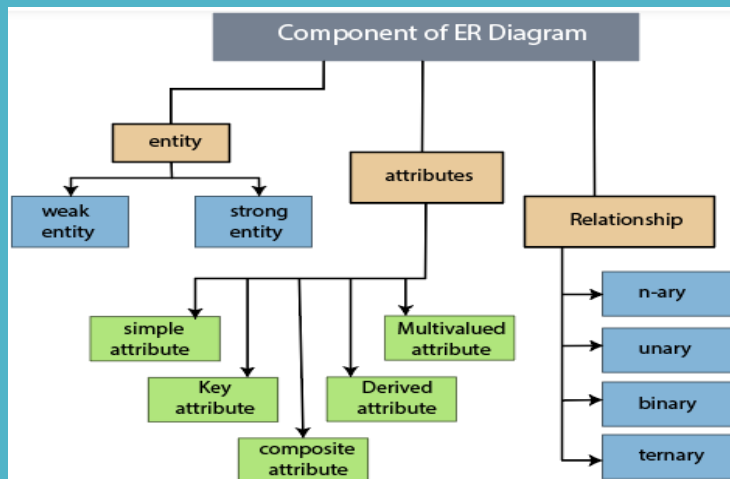 Component of ER Diagram
entity
attributes
Relationship
weak
entity
strong
entity
simple
attribute
Key
attribute
composite
attribute
Derived
attribute
Multivalued
attribute
n-ary
unary
binary
ternary